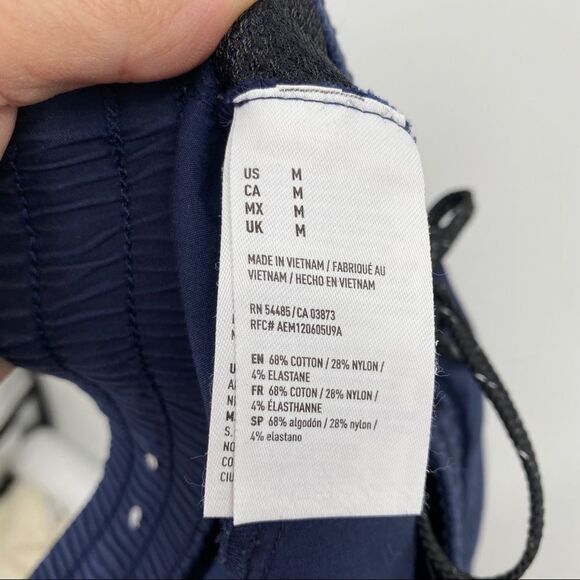 US M
CA M
MX M
UK M
MADE IN VIETNAM / FABRIQUÉ AU
VIETNAM / HECHO EN VIETNAM
RN 54485/CA 03873
RFC# AEM120605U9A
EN 68% COTTON / 28% NYLON /
4% ELASTANE
FR 68% COTON / 28% NYLON /
4% ÉLASTHANNE
SP 68% algodón / 28% nylon /
4% elastano